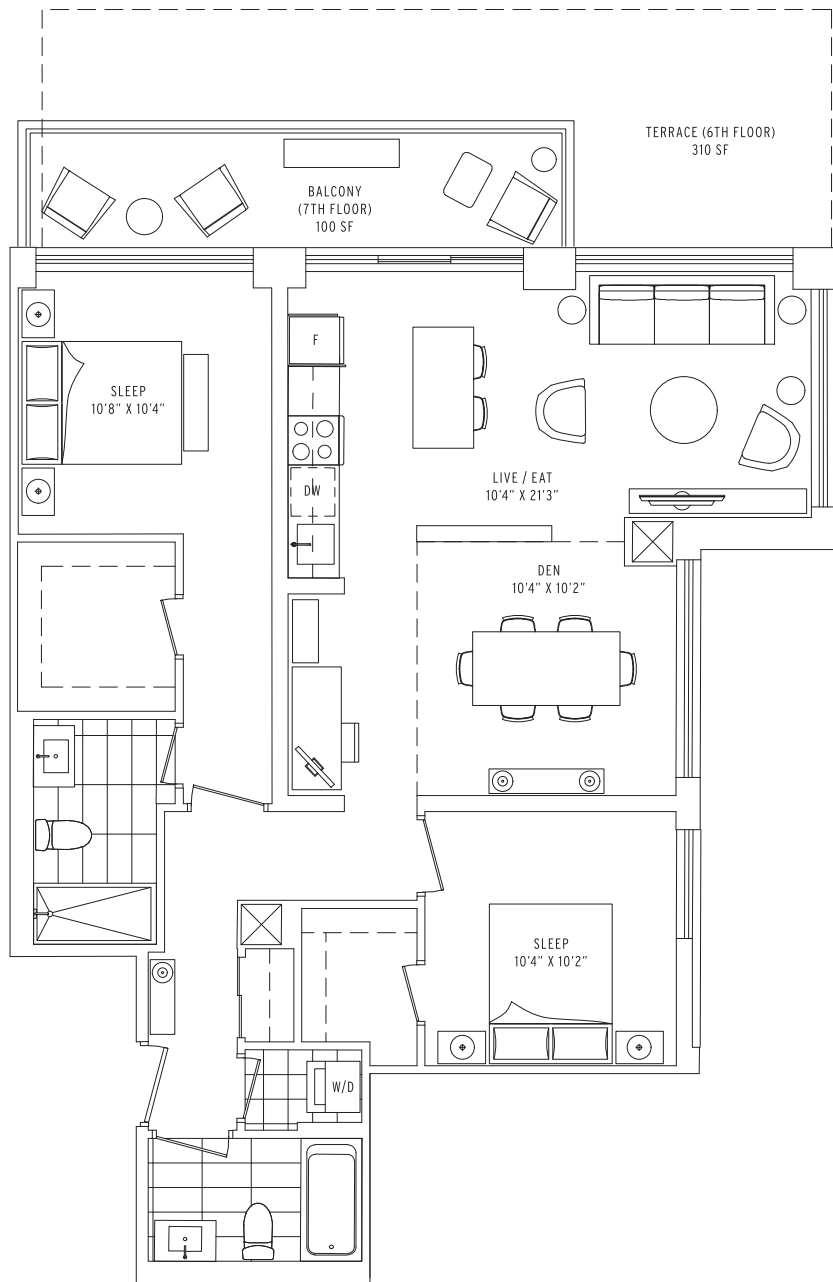 TERRACE (6TH FLOOR)
310 SF
BALCONY
(7TH FLOOR)
100 SF
F
SLEEP
10'8" X 10'4"
LIVE / EAT
10'4" X 21'3"
DW
DEN
10'4" X 10'2"
SLEEP
10'4" X 10'2"
W/D